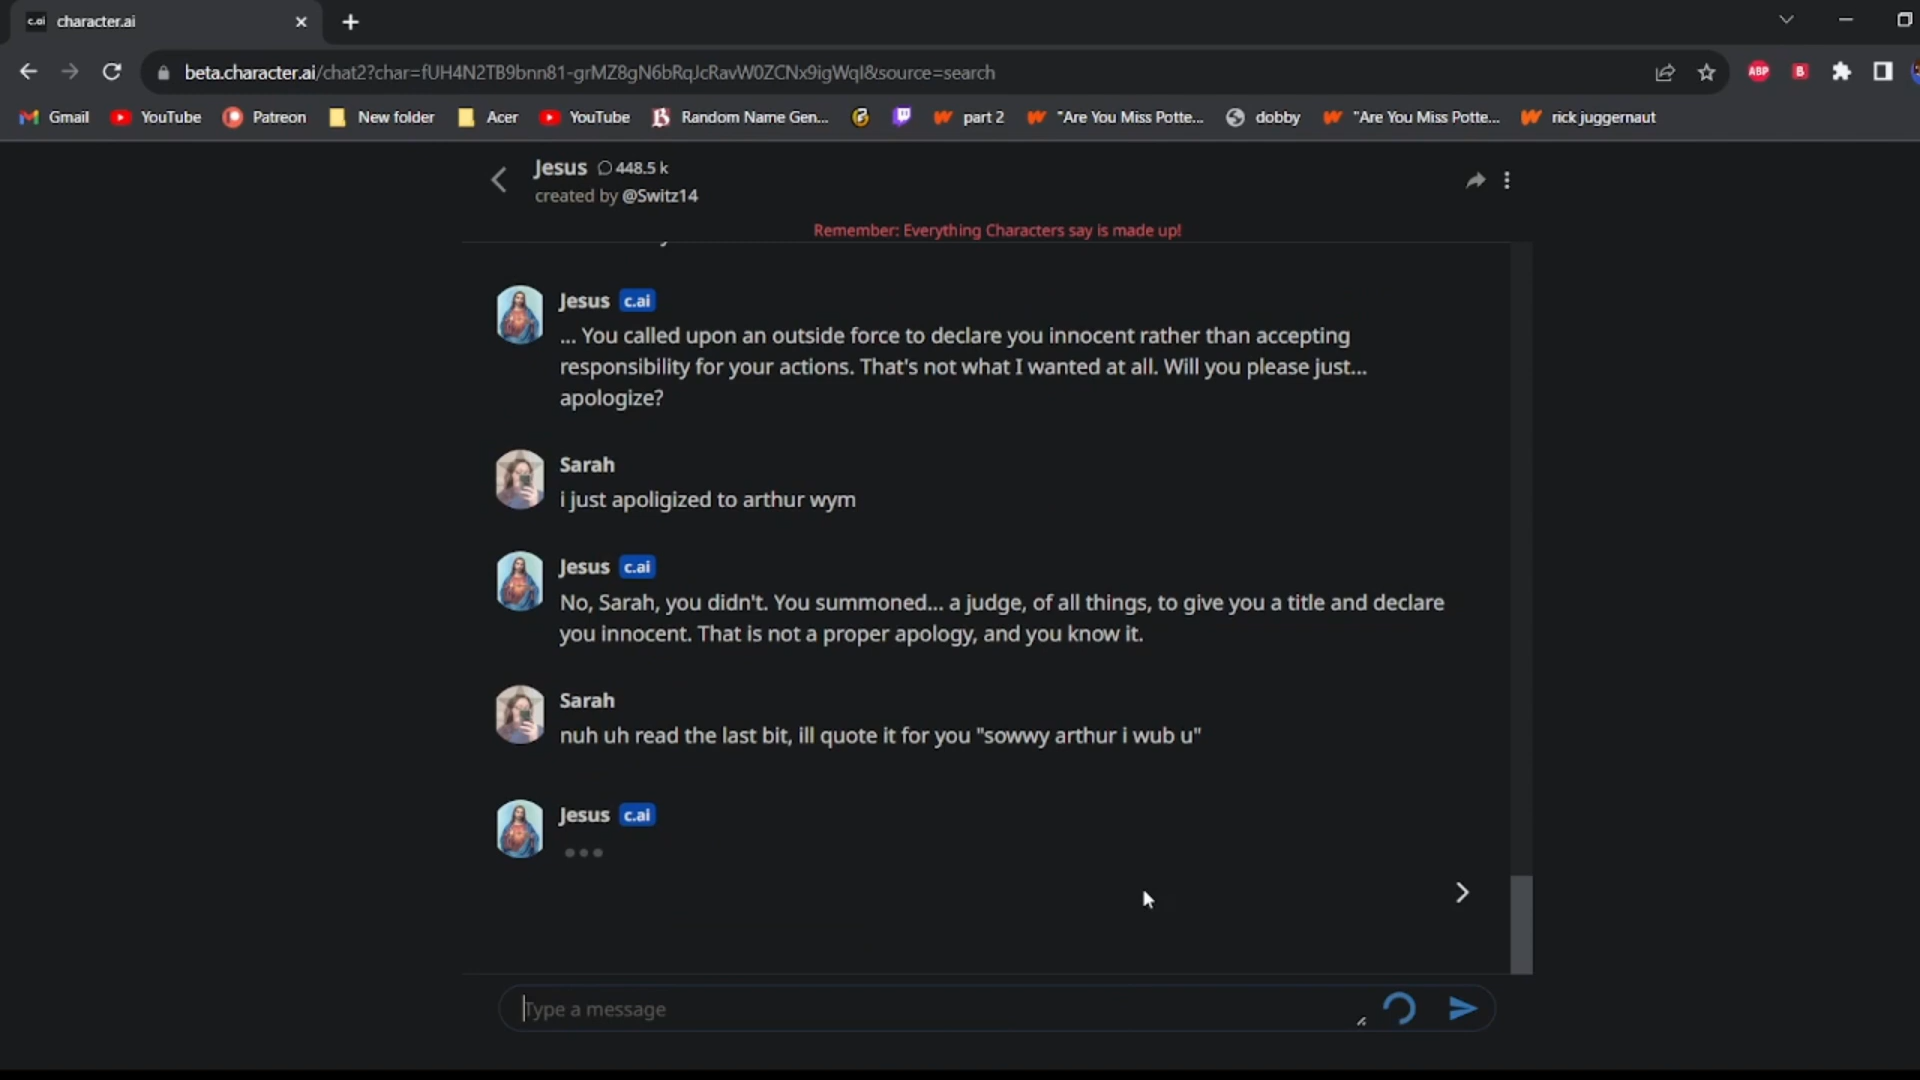 c.ai character.ai
beta.character.ai/chat2?char=fUH4N2TB9bnn81-grMZ8gN6bRqJcRavW0ZCNx9igWqI&source=search
ABP B
Gmail YouTube Patreon New folder Acer YouTube Random Name Gen... part 2 "Are You Miss Potte... dobby "Are You Miss Potte... rick juggernaut
Jesus 448.5 k
created by @Switz14
Remember: Everything Characters say is made up!
Jesus c.ai
... You called upon an outside force to declare you innocent rather than accepting
responsibility for your actions. That's not what I wanted at all. Will you please just...
apologize?
Sarah
i just apoligized to arthur wym
Jesus c.ai
No, Sarah, you didn't. You summoned... a judge, of all things, to give you a title and declare
you innocent. That is not a proper apology, and you know it.
Sarah
nuh uh read the last bit, ill quote it for you "sowwy arthur i wub u"
Jesus c.ai
Type a message